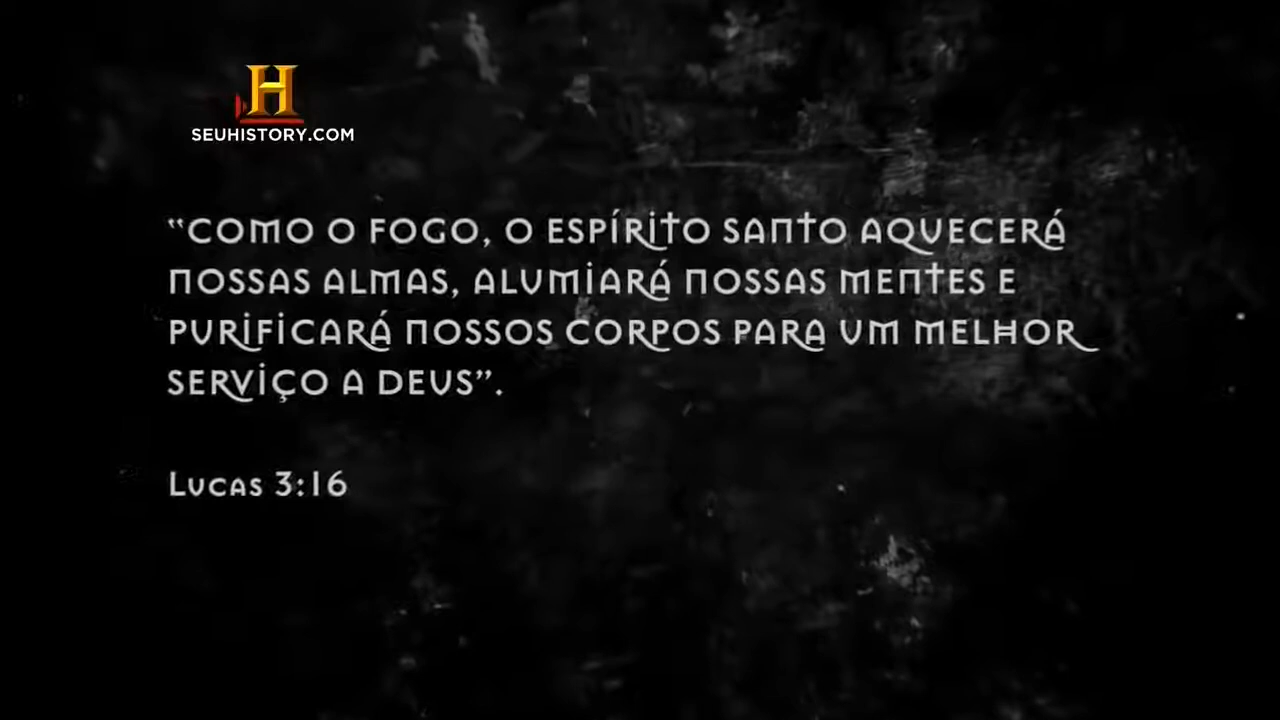 H
SEUHISTORY.COM
“COMO O FOGO, O ESPÍRITO SANTO AQUECERÁ
NOSSAS ALMAS, ALUMIARÁ NOSSAS MENTES E
PURIFICARÁ NOSSOS CORPOS PARA UM MELHOR
SERVIÇO A DEUS”.
Lucas 3:16